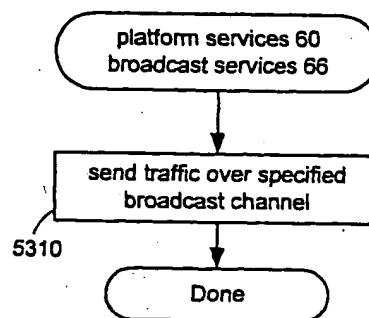 platform services 60
broadcast services 66
send traffic over specified
broadcast channel
5310
Done